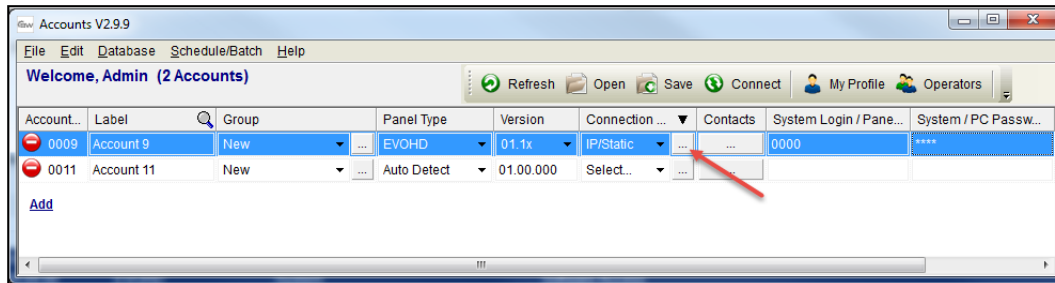 Accounts V2.9.9
File Edit Database Schedule/Batch Help
Welcome, Admin (2 Accounts) Refresh Open Save Connect My Profile Operators
Account... Label Group Panel Type Version Connection ... Contacts System Login / Pane... System / PC Passw...
0009 Account 9 New ... EVOHD 01.1x IP/Static ... ... 0000 ****
0011 Account 11 New ... Auto Detect 01.00.000 Select... ... ...
Add